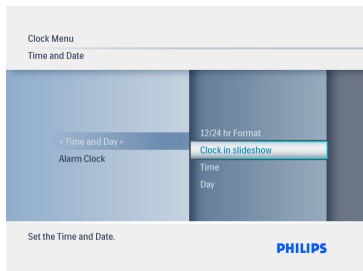 Clock Menu
Time and Date
< Time and Day >
Alarm Clock
12/24 hr Format
Clock in slideshow
Time
Day
Set the Time and Date.
PHILIPS